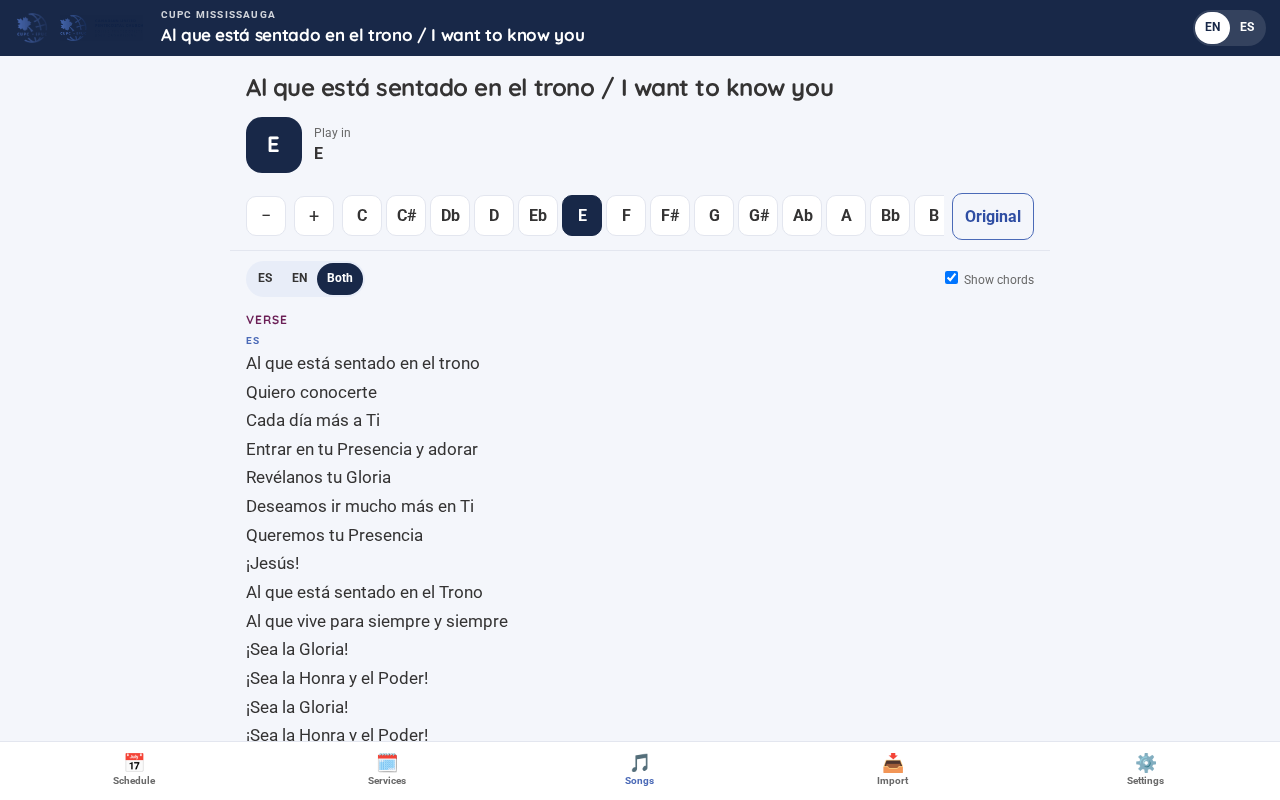 CUPC MISSISSAUGA
Al que está sentado en el trono / I want to know you
EN ES
Al que está sentado en el trono / I want to know you
E
Play in
E
− + C C# Db D Eb E F F# G G# Ab A Bb B Original
ES EN Both
Show chords
VERSE
ES
Al que está sentado en el trono
Quiero conocerte
Cada día más a Ti
Entrar en tu Presencia y adorar
Revélanos tu Gloria
Deseamos ir mucho más en Ti
Queremos tu Presencia
¡Jesús!
Al que está sentado en el Trono
Al que vive para siempre y siempre
¡Sea la Gloria!
¡Sea la Honra y el Poder!
¡Sea la Gloria!
¡Sea la Honra y el Poder!
Schedule Services Songs Import Settings